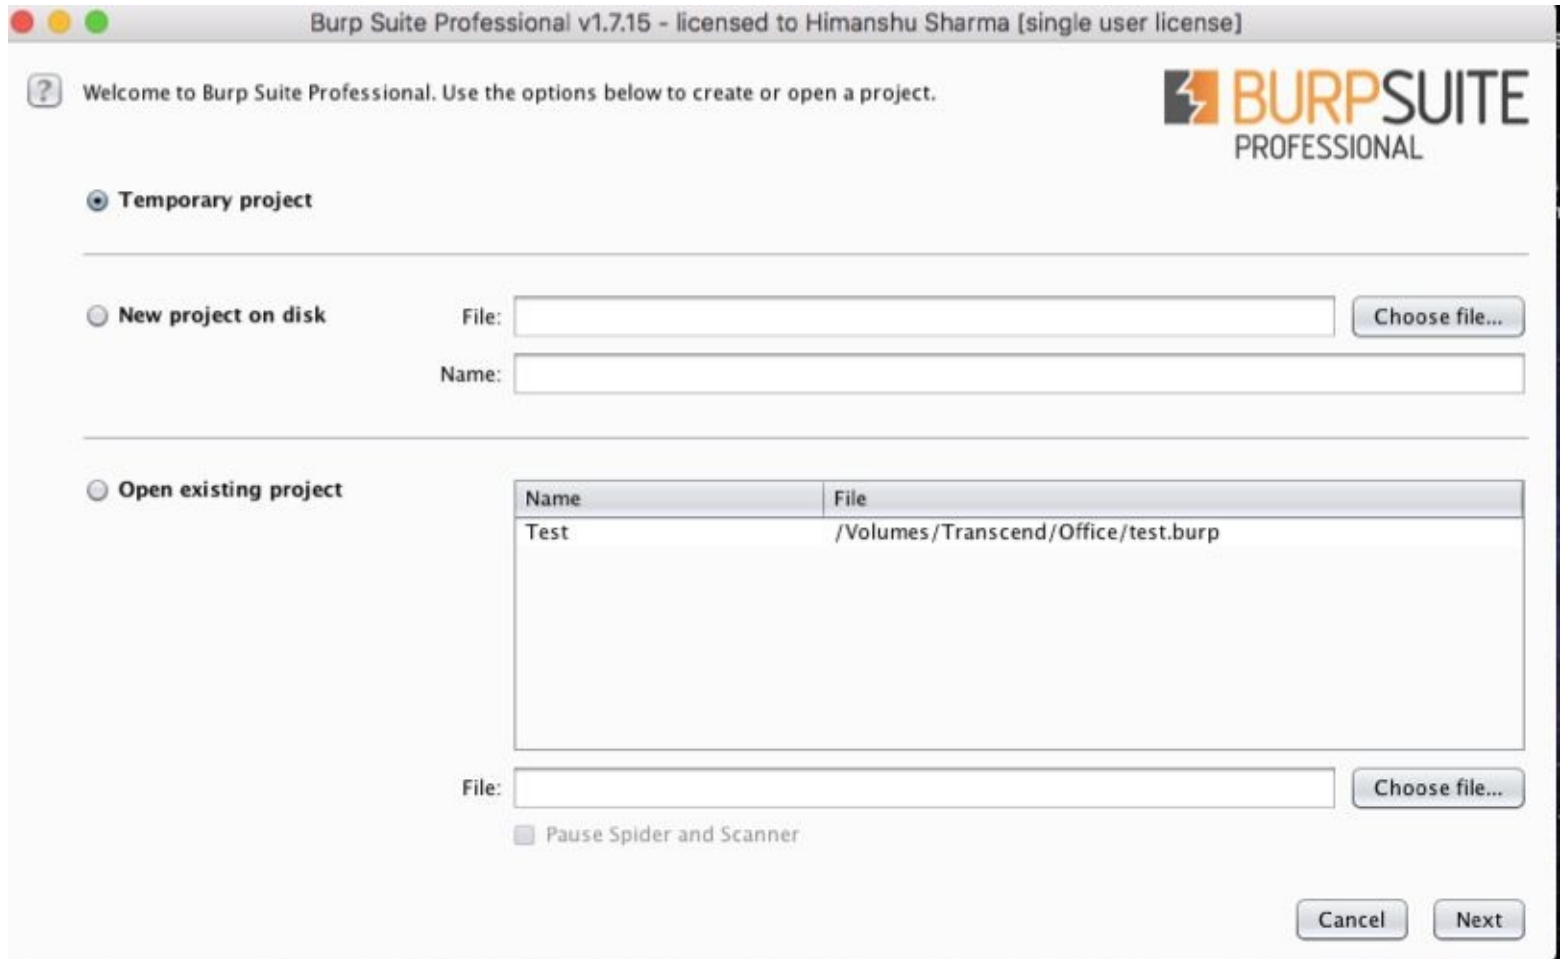 Burp Suite Professional v1.7.15 - licensed to Himanshu Sharma [single user license]
? Welcome to Burp Suite Professional. Use the options below to create or open a project.
BURPSUITE
PROFESSIONAL
Temporary project
New project on disk File: Choose file...
Name:
Open existing project
Name File
Test /Volumes/Transcend/Office/test.burp
File: Choose file...
Pause Spider and Scanner
Cancel Next